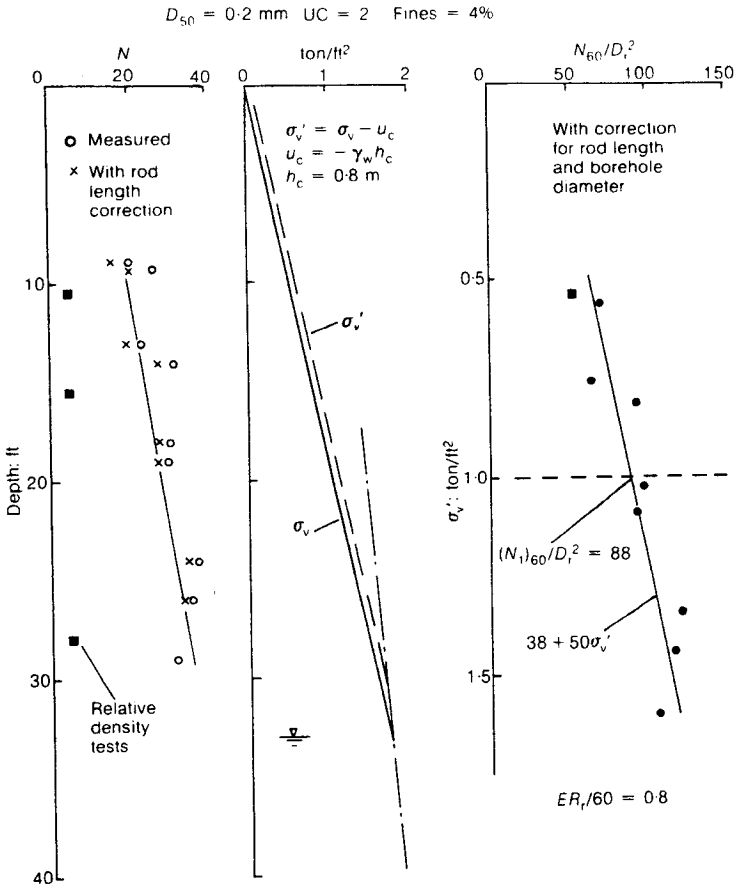 D50 = 0·2 mm UC = 2 Fines = 4%
N
0 20 40
Measured
With rod
length
correction
10
20
30
40
Depth: ft
Relative
density
tests
ton/ft²
0 1 2
σv′ = σv − uc
uc = − γw hc
hc = 0·8 m
σv′
σv
N60/Dr²
0 50 100 150
With correction
for rod length
and borehole
diameter
0·5
1·0
1·5
σv′: ton/ft²
(N1)60/Dr² = 88
38 + 50σv′
ERr/60 = 0·8